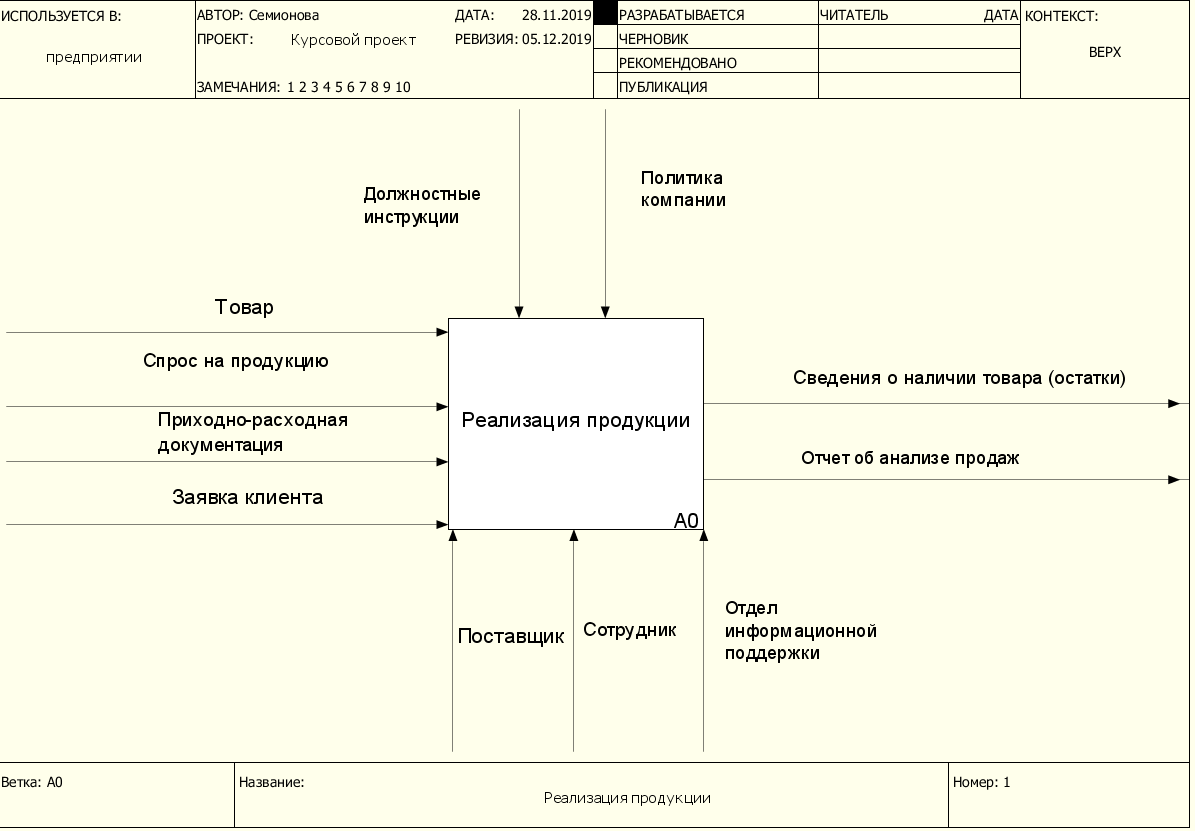 ИСПОЛЬЗУЕТСЯ В:
предприятии
АВТОР: Семионова
ДАТА: 28.11.2019
ПРОЕКТ: Курсовой проект
РЕВИЗИЯ: 05.12.2019
ЗАМЕЧАНИЯ: 1 2 3 4 5 6 7 8 9 10
РАЗРАБАТЫВАЕТСЯ
ЧЕРНОВИК
РЕКОМЕНДОВАНО
ПУБЛИКАЦИЯ
ЧИТАТЕЛЬ ДАТА
КОНТЕКСТ:
ВЕРХ
Должностные
инструкции
Политика
компании
Товар
Спрос на продукцию
Приходно-расходная
документация
Заявка клиента
Реализация продукции
A0
Сведения о наличии товара (остатки)
Отчет об анализе продаж
Поставщик
Сотрудник
Отдел
информационной
поддержки
Ветка: A0
Название:
Реализация продукции
Номер: 1